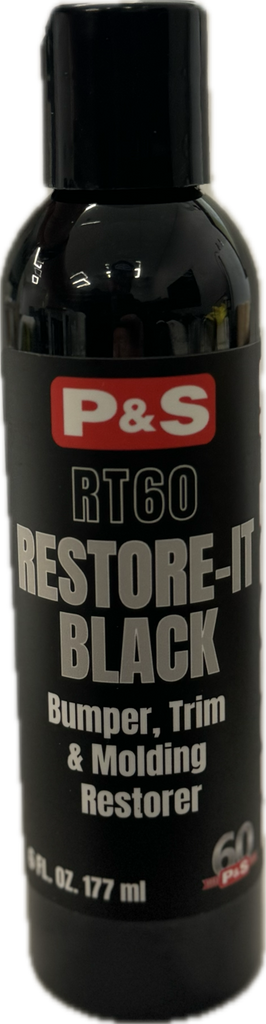 P&S
RT60
RESTORE-IT
BLACK
Bumper, Trim
& Molding
Restorer
60
P&S
6 FL. OZ. 177 ml